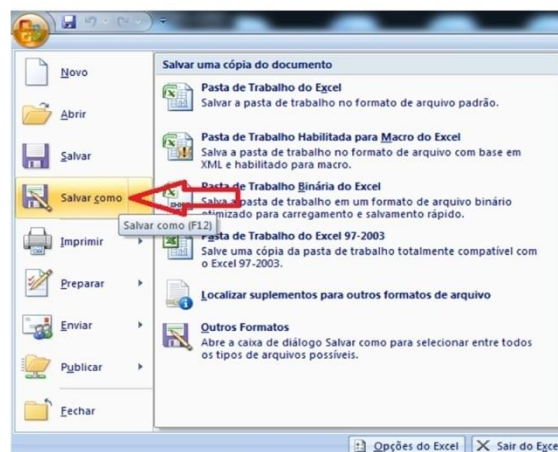 Novo
Abrir
Salvar
Salvar como
Salvar como (F12)
Imprimir
Preparar
Enviar
Publicar
Fechar
Salvar uma cópia do documento
Pasta de Trabalho do Excel
Salvar a pasta de trabalho no formato de arquivo padrão.
Pasta de Trabalho Habilitada para Macro do Excel
Salva a pasta de trabalho no formato de arquivo com base em
XML e habilitado para macro.
Pasta de Trabalho Binária do Excel
Salva a pasta de trabalho em um formato de arquivo binário
otimizado para carregamento e salvamento rápido.
Pasta de Trabalho do Excel 97-2003
Salve uma cópia da pasta de trabalho totalmente compatível com
o Excel 97-2003.
Localizar suplementos para outros formatos de arquivo
Outros Formatos
Abre a caixa de diálogo Salvar como para selecionar entre todos
os tipos de arquivos possíveis.
Opções do Excel
Sair do Exce